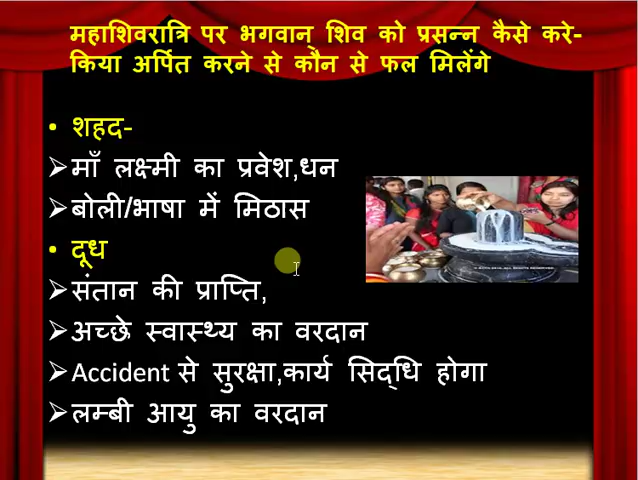 महाशिवरात्रि पर भगवान् शिव को प्रसन्न कैसे करे-
किया अर्पित करने से कौन से फल मिलेंगे
• शहद-
➢माँ लक्ष्मी का प्रवेश,धन
➢बोली/भाषा में मिठास
• दूध
➢संतान की प्राप्ति,
➢अच्छे स्वास्थ्य का वरदान
➢Accident से सुरक्षा,कार्य सिद्धि होगा
➢लम्बी आयु का वरदान